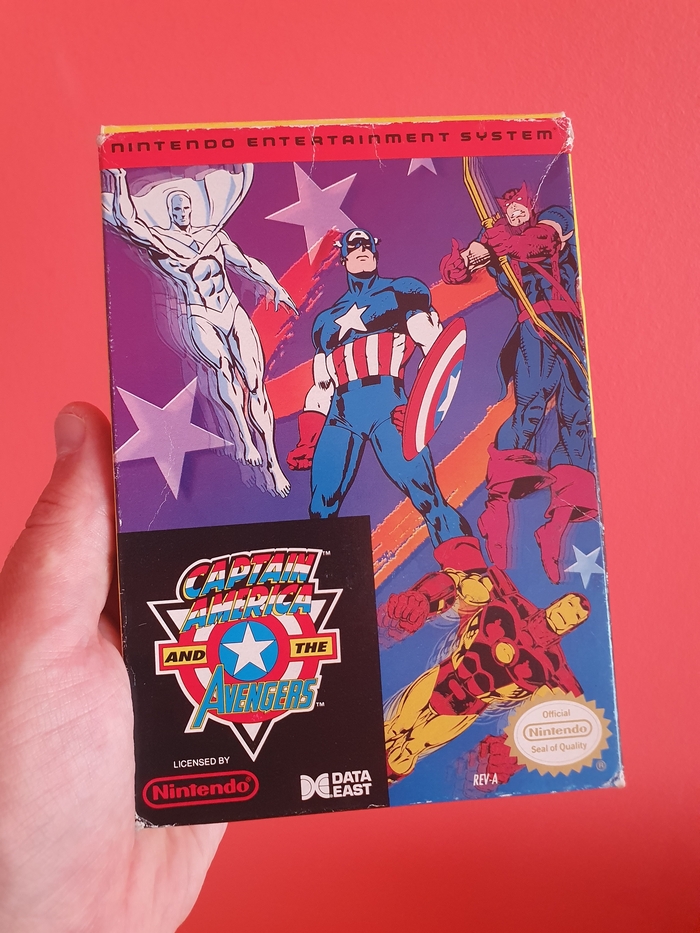 NINTENDO ENTERTAINMENT SYSTEM
CAPTAIN
AMERICA
AND THE
AVENGERS
LICENSED BY
Nintendo
DATA
EAST
REV-A
Official
Nintendo
Seal of Quality